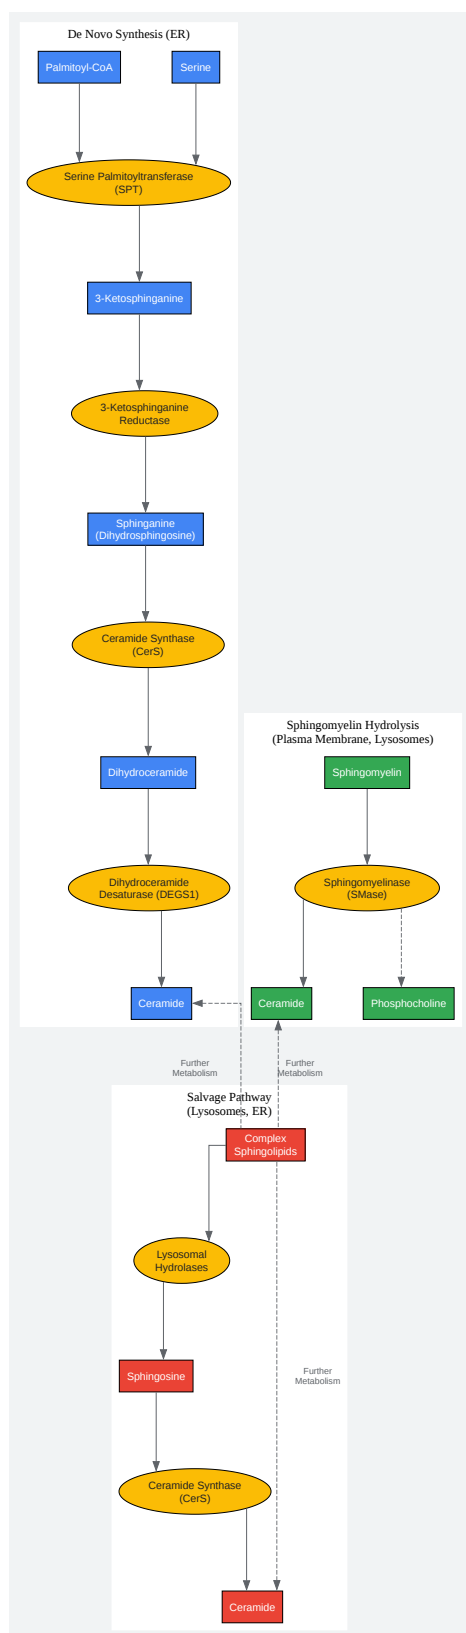 De Novo Synthesis (ER)
Palmitoyl-CoA
Serine
Serine Palmitoyltransferase
(SPT)
3-Ketosphinganine
3-Ketosphinganine
Reductase
Sphinganine
(Dihydrosphingosine)
Ceramide Synthase
(CerS)
Dihydroceramide
Dihydroceramide
Desaturase (DEGS1)
Ceramide
Sphingomyelin Hydrolysis
(Plasma Membrane, Lysosomes)
Sphingomyelin
Sphingomyelinase
(SMase)
Ceramide
Phosphocholine
Further
Metabolism
Further
Metabolism
Salvage Pathway
(Lysosomes, ER)
Complex
Sphingolipids
Lysosomal
Hydrolases
Sphingosine
Further
Metabolism
Ceramide Synthase
(CerS)
Ceramide